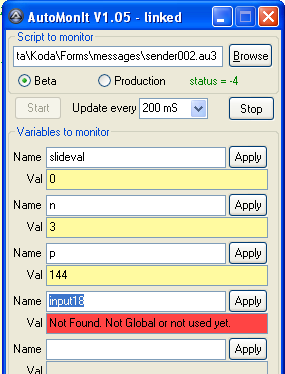 AutoMonIt V1.05 - linked
Script to monitor
ta\Koda\Forms\messages\sender002.au3 Browse
Beta Production status = -4
Start Update every 200 mS Stop
Variables to monitor
Name slideval Apply
Val 0
Name n Apply
Val 3
Name p Apply
Val 144
Name input18 Apply
Val Not Found. Not Global or not used yet.
Name Apply
Val